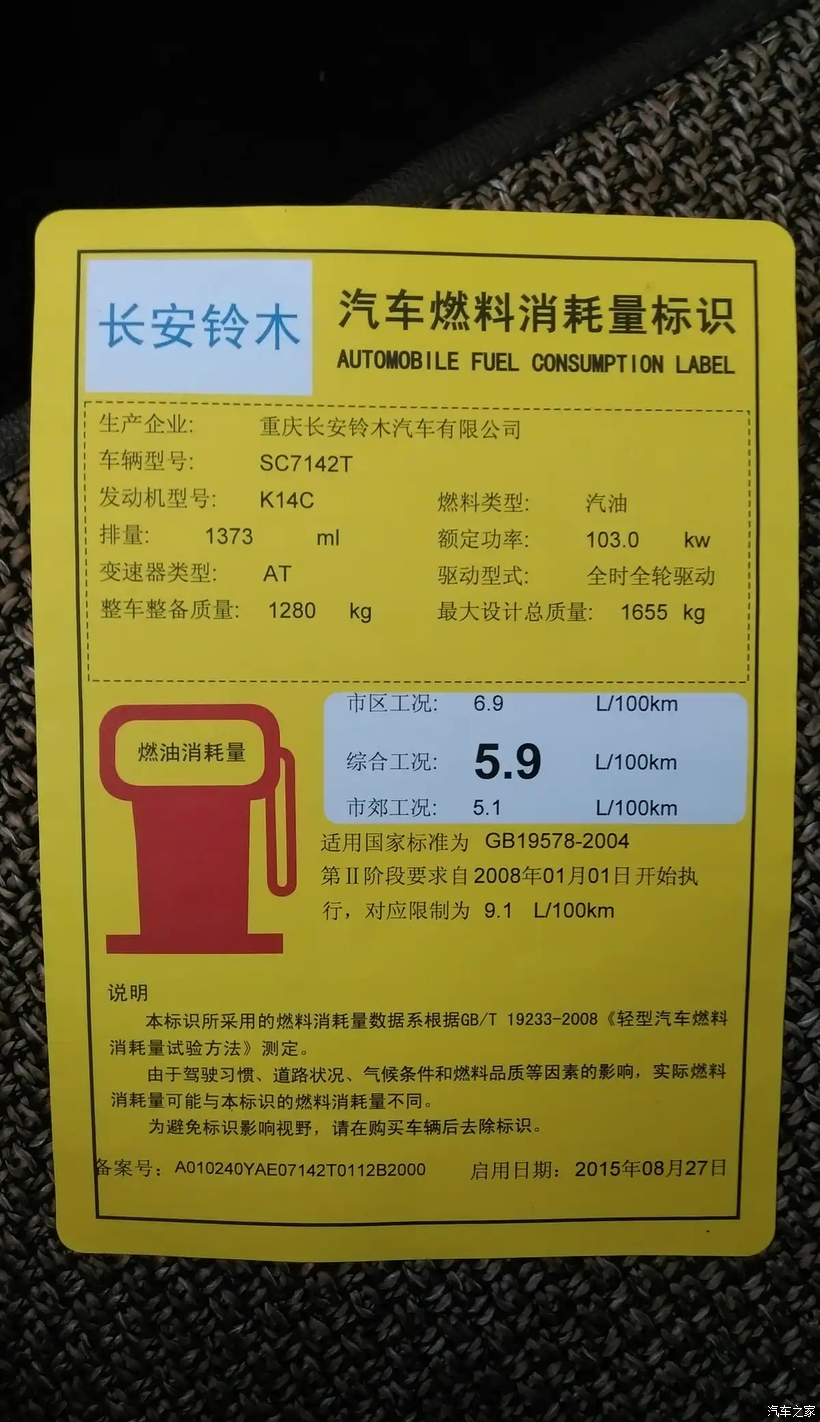 长安铃木
汽车燃料消耗量标识
AUTOMOBILE FUEL CONSUMPTION LABEL
生产企业: 重庆长安铃木汽车有限公司
车辆型号: SC7142T
发动机型号: K14C 燃料类型: 汽油
排量: 1373 ml 额定功率: 103.0 kw
变速器类型: AT 驱动型式: 全时全轮驱动
整车整备质量: 1280 kg 最大设计总质量: 1655 kg
市区工况: 6.9 L/100km
燃油消耗量
综合工况: 5.9 L/100km
市郊工况: 5.1 L/100km
适用国家标准为 GB19578-2004
第Ⅱ阶段要求自2008年01月01日开始执
行，对应限制为 9.1 L/100km
说明
本标识所采用的燃料消耗量数据系根据GB/T 19233-2008《轻型汽车燃料
消耗量试验方法》测定。
由于驾驶习惯、道路状况、气候条件和燃料品质等因素的影响，实际燃料
消耗量可能与本标识的燃料消耗量不同。
为避免标识影响视野，请在购买车辆后去除标识。
备案号：A010240YAE07142T0112B2000 启用日期：2015年08月27日
汽车之家